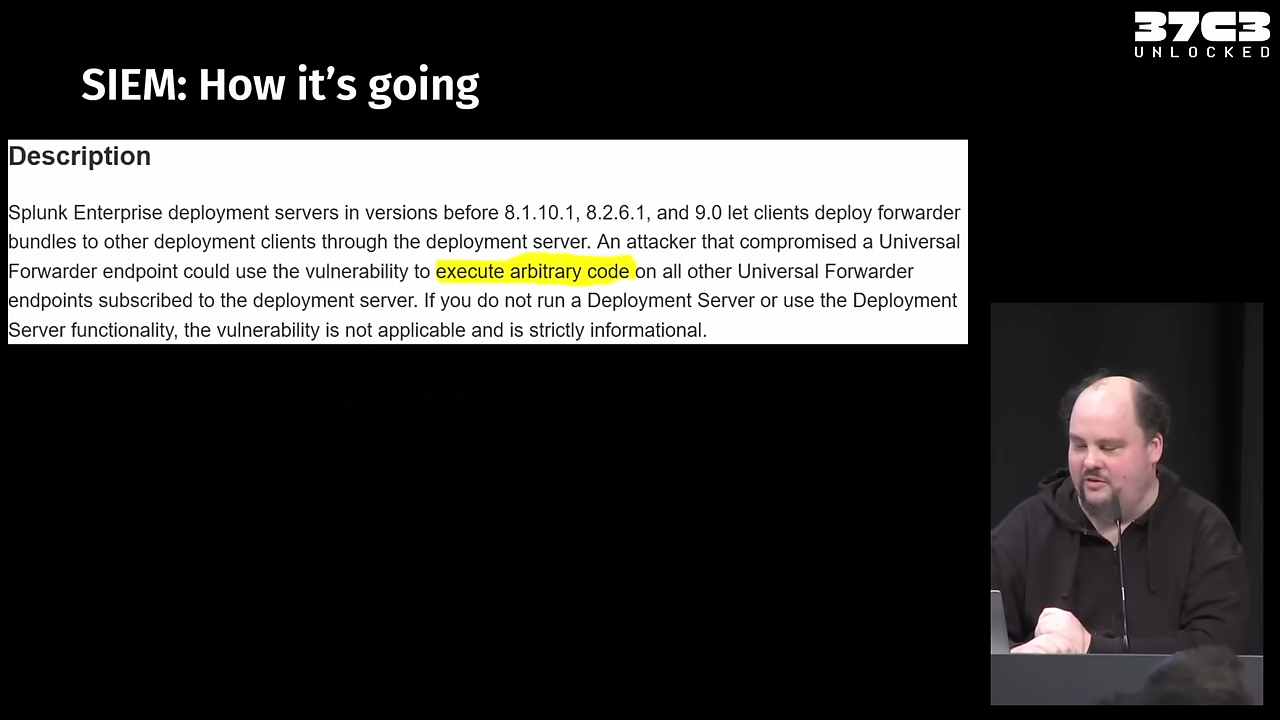 37C3
UNLOCKED
SIEM: How it’s going
Description
Splunk Enterprise deployment servers in versions before 8.1.10.1, 8.2.6.1, and 9.0 let clients deploy forwarder
bundles to other deployment clients through the deployment server. An attacker that compromised a Universal
Forwarder endpoint could use the vulnerability to execute arbitrary code on all other Universal Forwarder
endpoints subscribed to the deployment server. If you do not run a Deployment Server or use the Deployment
Server functionality, the vulnerability is not applicable and is strictly informational.